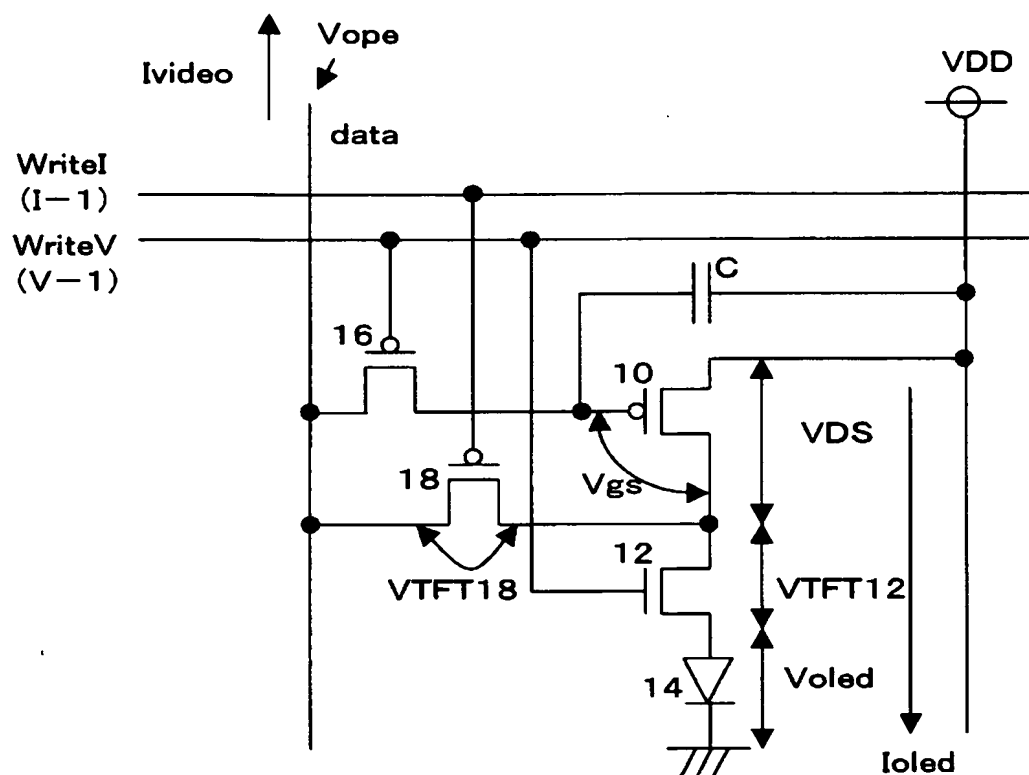 Vope
Ivideo
VDD
data
WriteI
(I-1)
WriteV
(V-1)
C
16
10
VDS
18
Vgs
12
VTFT18
VTFT12
14
Voled
Ioled